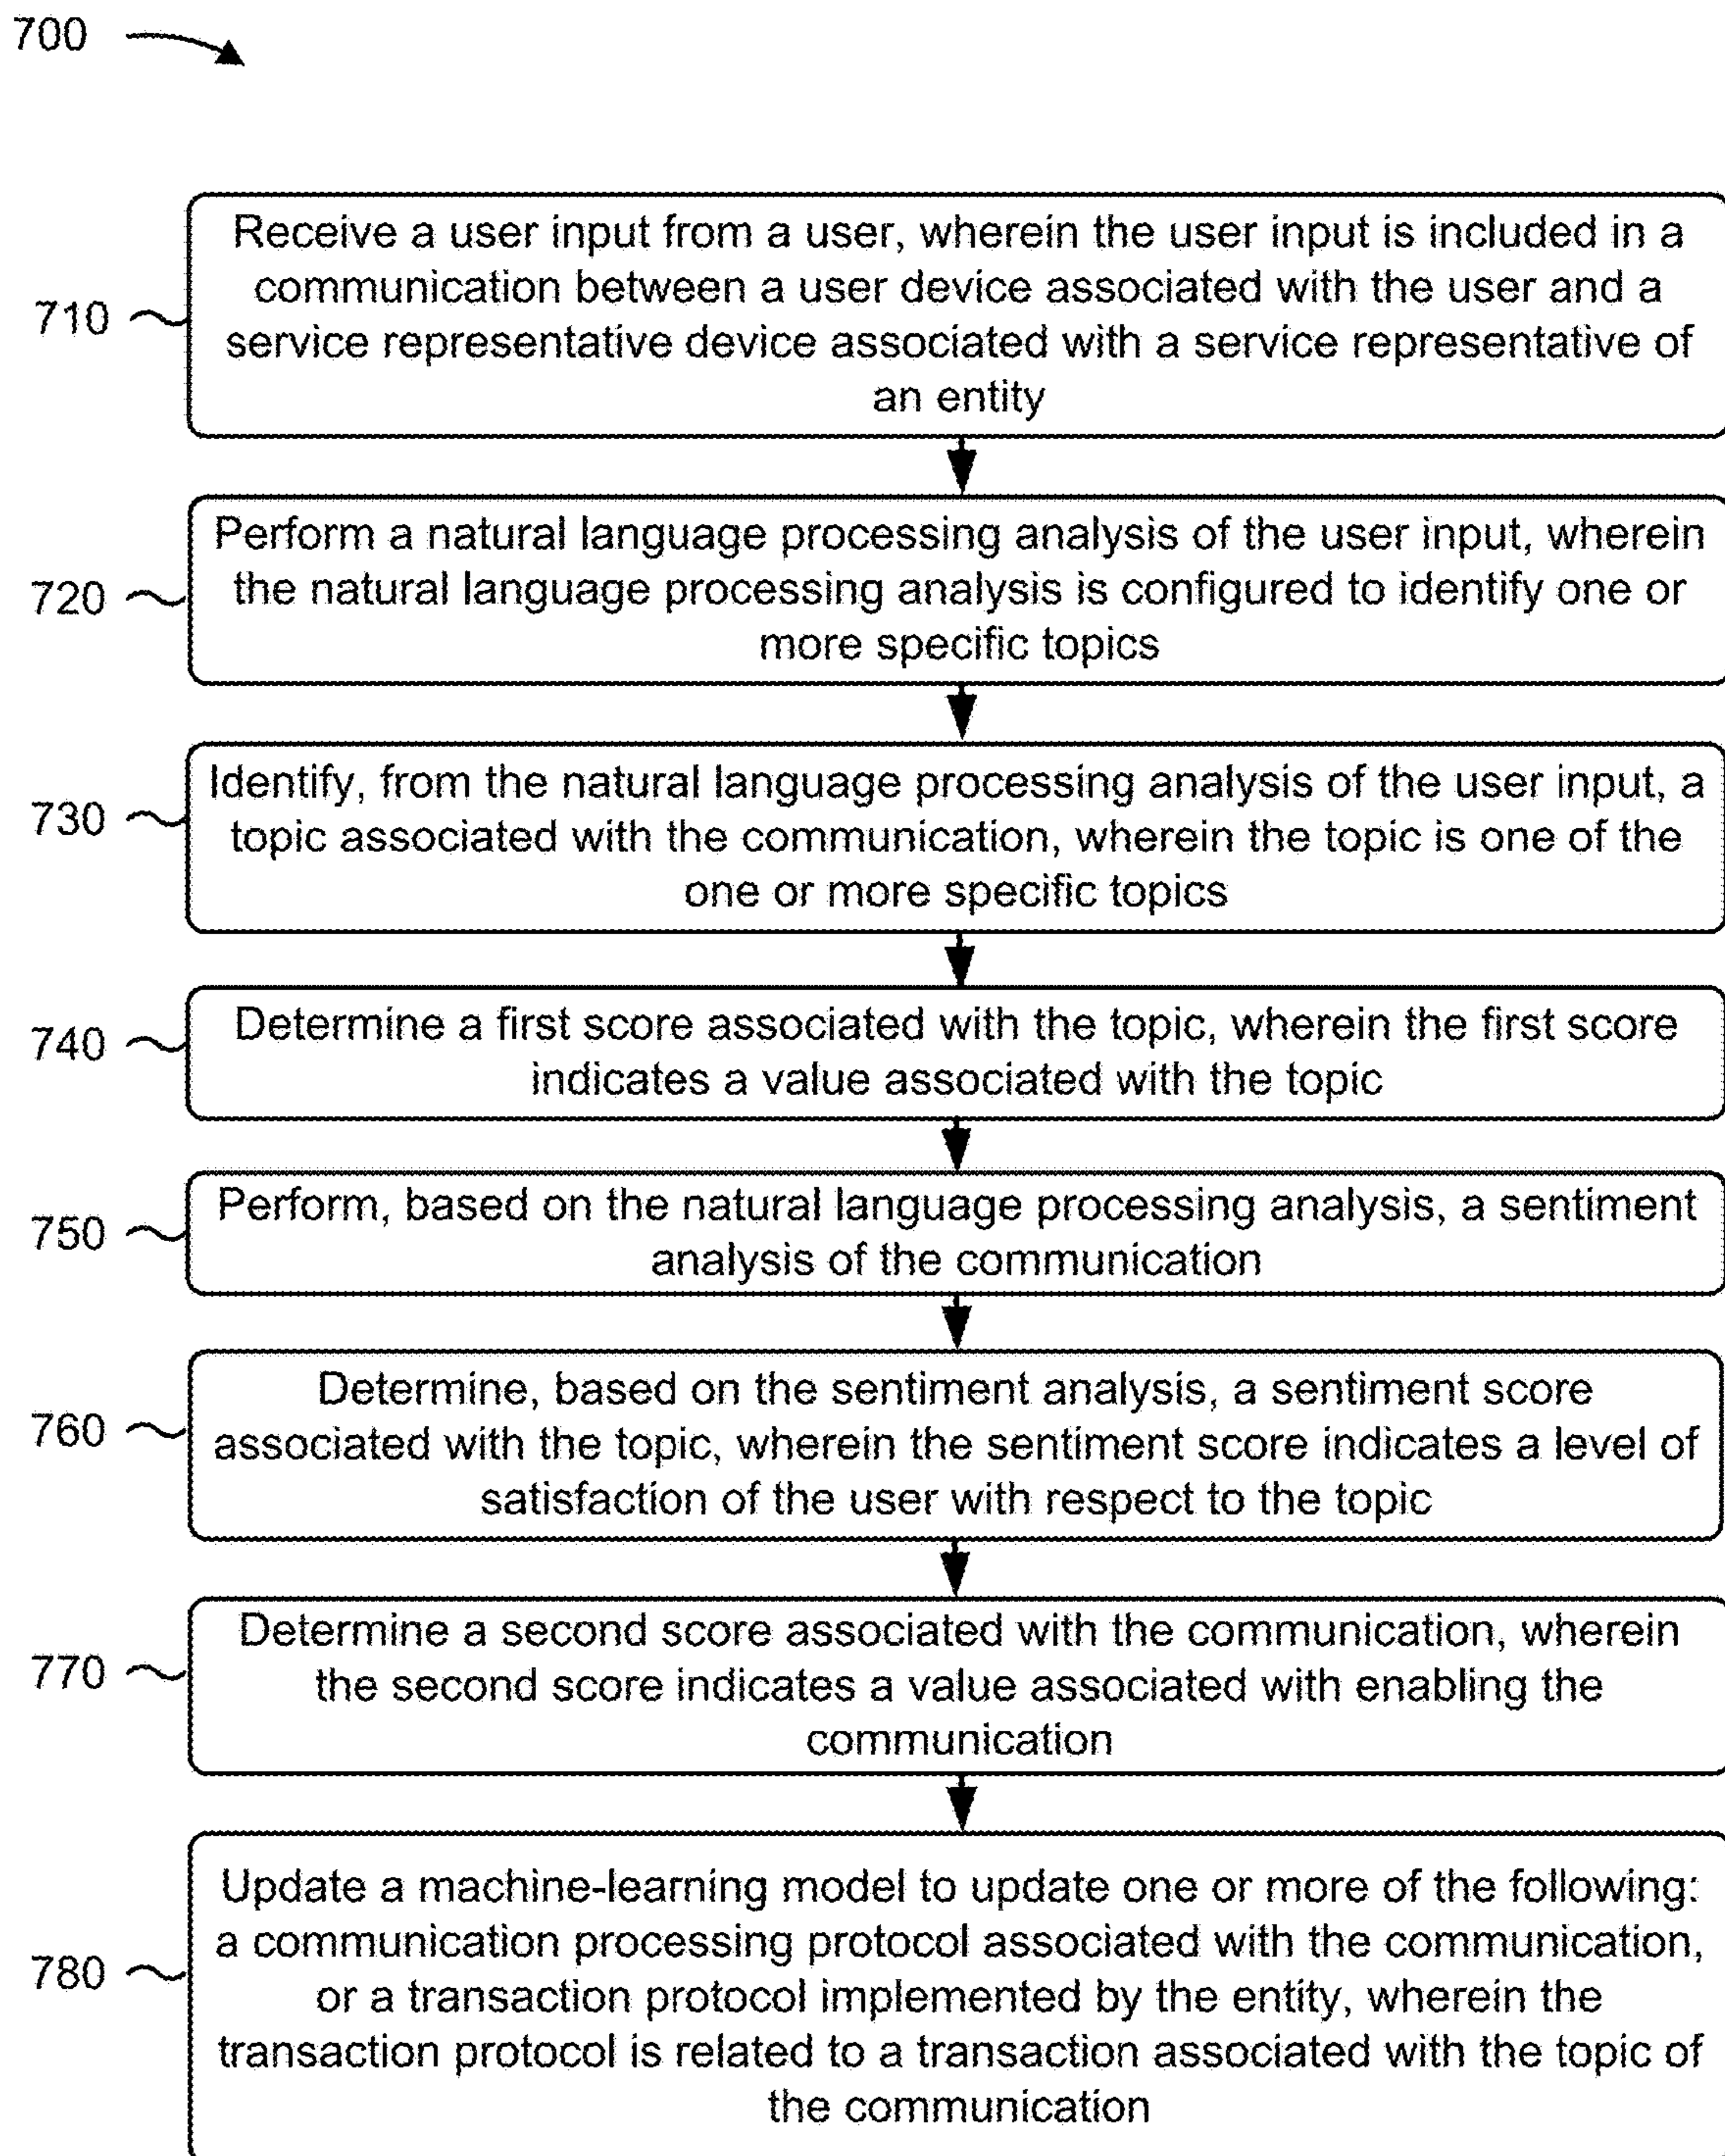 700
Receive a user input from a user, wherein the user input is included in a
communication between a user device associated with the user and a
710
service representative device associated with a service representative of
an entity
Perform a natural language processing analysis of the user input, wherein
720
the natural language processing analysis is configured to identify one or
more specific topics
Identify, from the natural language processing analysis of the user input, a
730
topic associated with the communication, wherein the topic is one of the
one or more specific topics
740
Determine a first score associated with the topic, wherein the first score
indicates a value associated with the topic
750
Perform, based on the natural language processing analysis, a sentiment
analysis of the communication
Determine, based on the sentiment analysis, a sentiment score
760
associated with the topic, wherein the sentiment score indicates a level of
satisfaction of the user with respect to the topic
Determine a second score associated with the communication, wherein
770
the second score indicates a value associated with enabling the
communication
Update a machine-learning model to update one or more of the following:
a communication processing protocol associated with the communication,
780
or a transaction protocol implemented by the entity, wherein the
transaction protocol is related to a transaction associated with the topic of
the communication